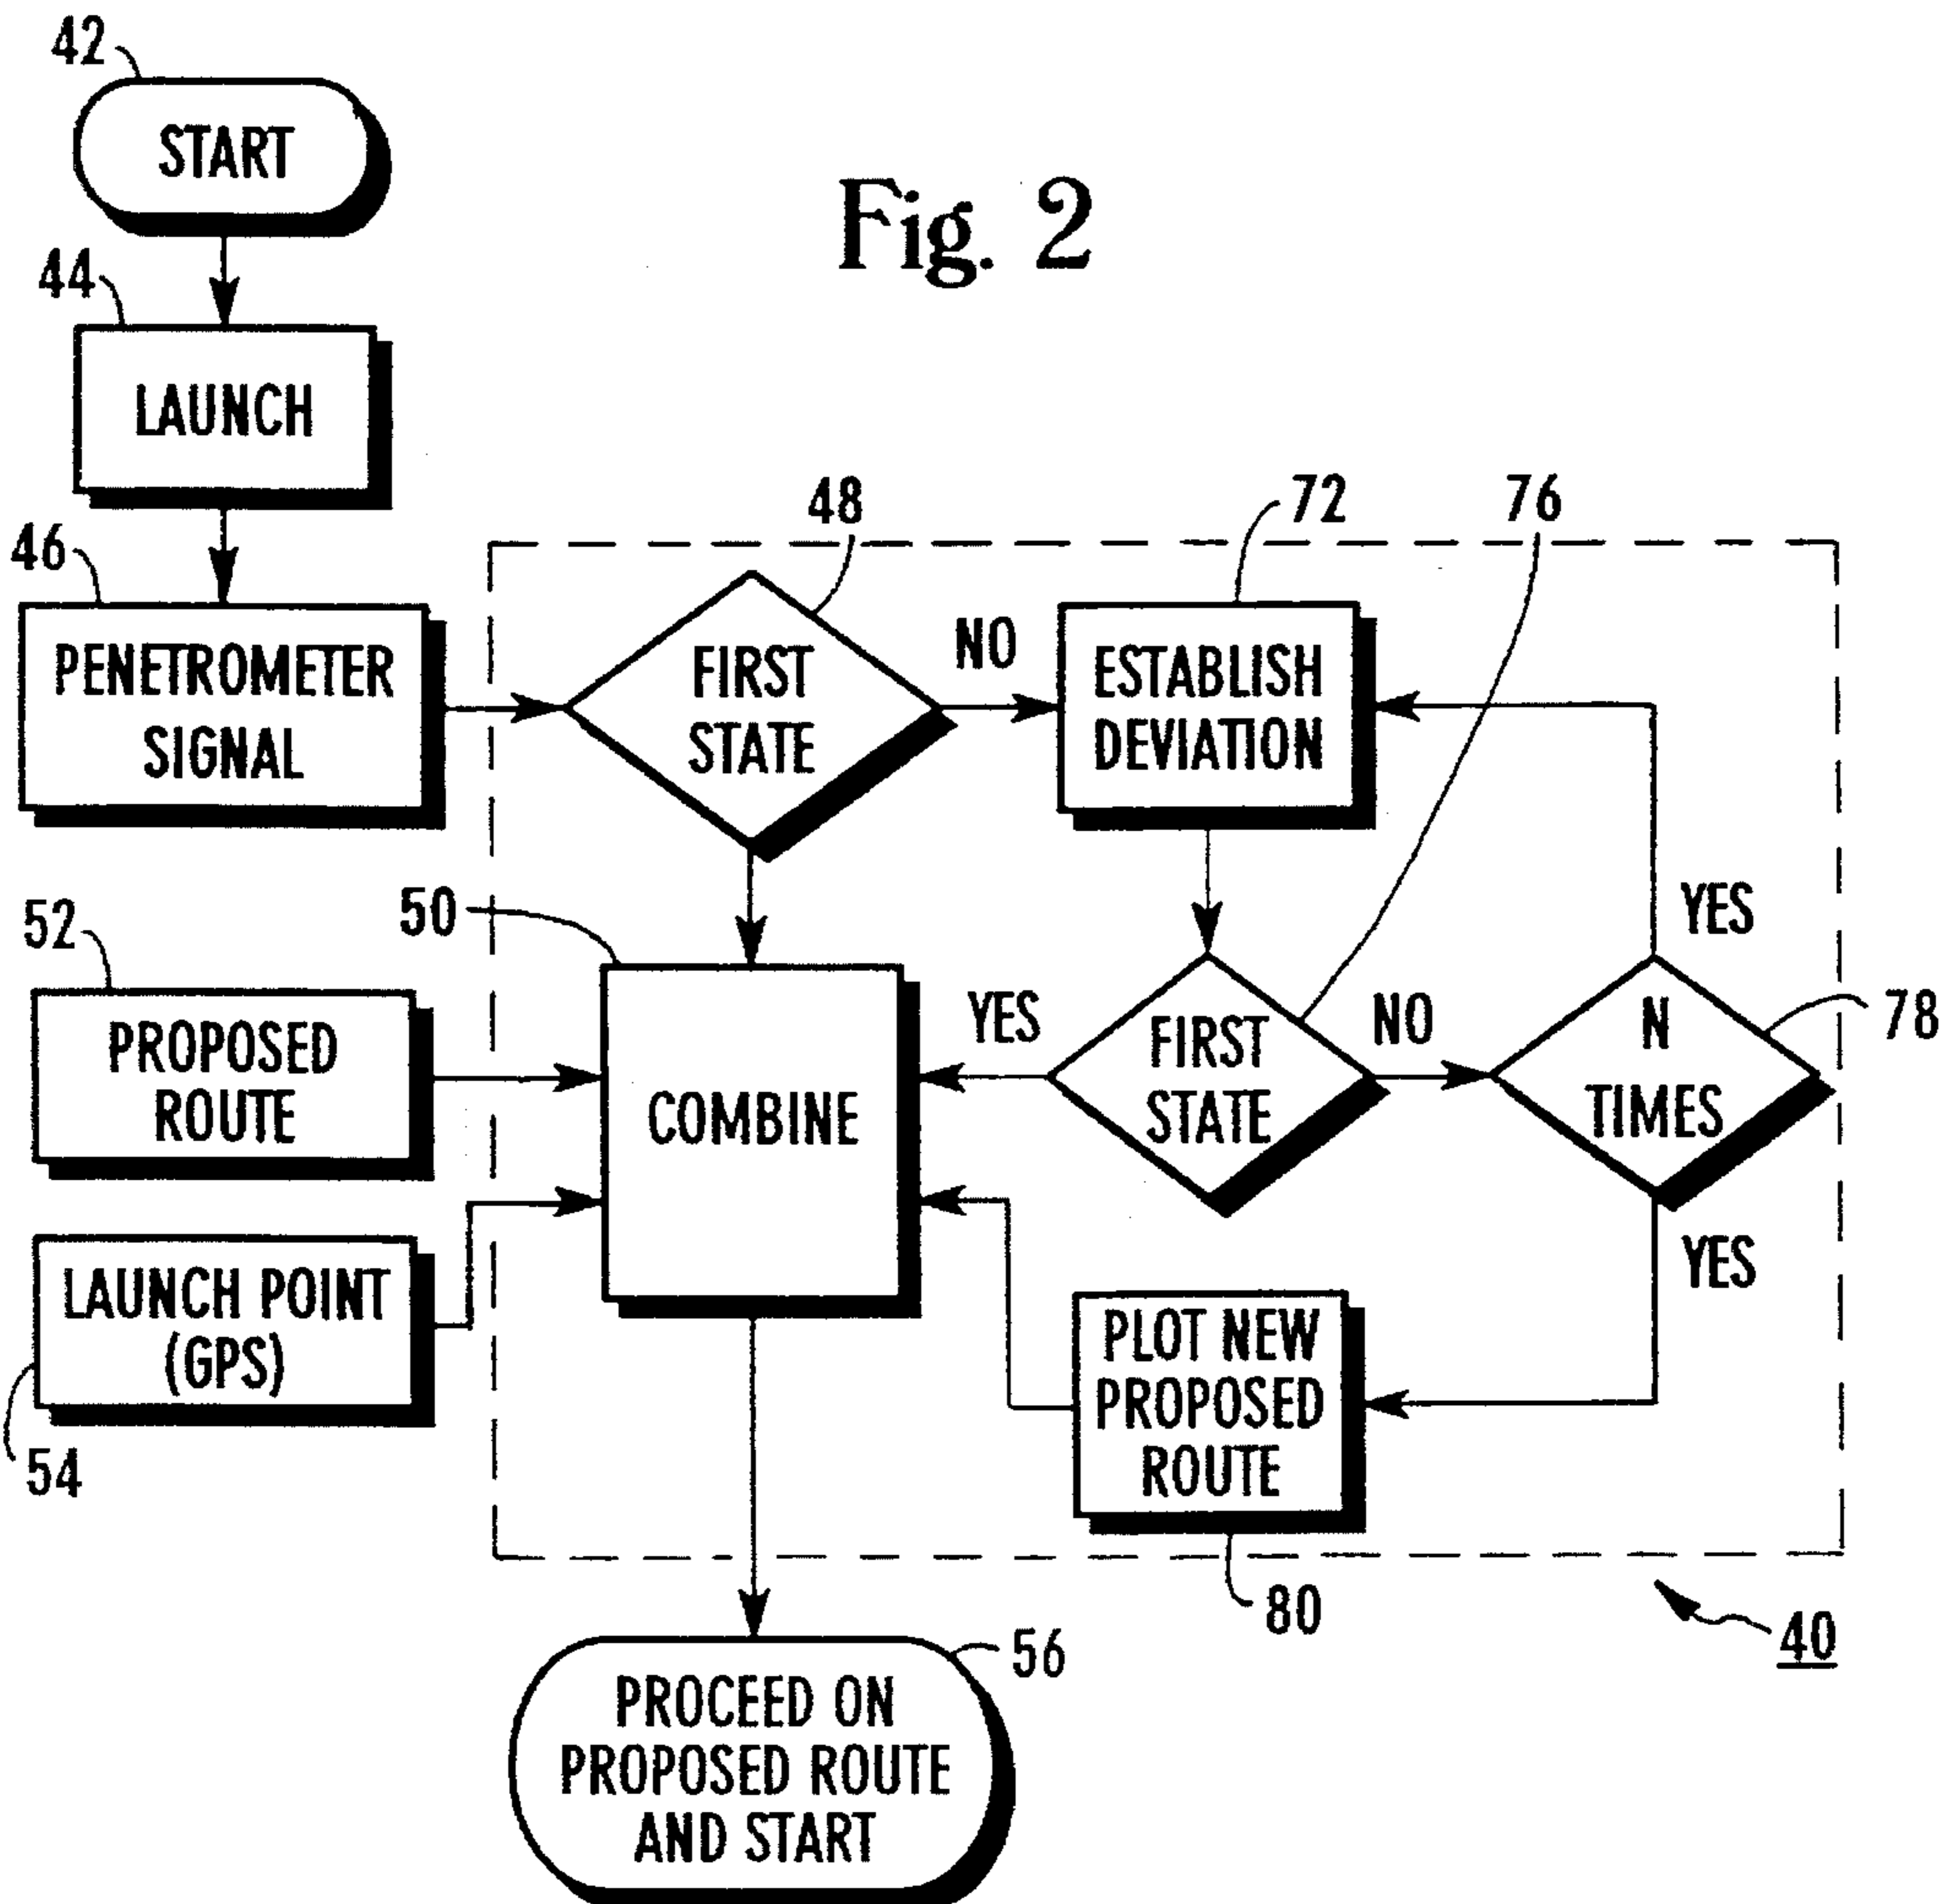 42
START
Fig. 2
44
LAUNCH
48
72
76
46
PENETROMETER
SIGNAL
FIRST
STATE
NO
ESTABLISH
DEVIATION
YES
50
52
PROPOSED
ROUTE
COMBINE
YES
FIRST
STATE
NO
N
TIMES
78
YES
LAUNCH POINT
(GPS)
54
PLOT NEW
PROPOSED
ROUTE
80
40
56
PROCEED ON
PROPOSED ROUTE
AND START